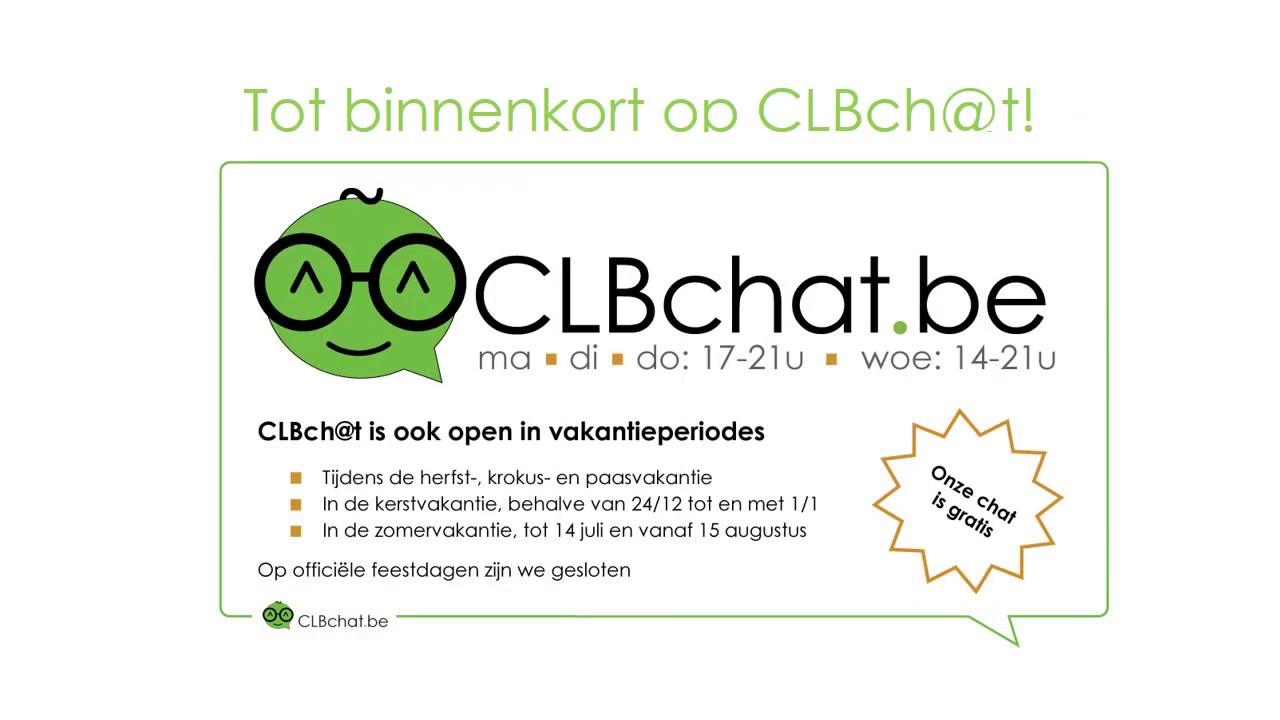 Tot binnenkort op CLBch@t!
CLBchat.be
ma ▪ di ▪ do: 17-21u ▪ woe: 14-21u
CLBch@t is ook open in vakantieperiodes
▪ Tijdens de herfst-, krokus- en paasvakantie
▪ In de kerstvakantie, behalve van 24/12 tot en met 1/1
▪ In de zomervakantie, tot 14 juli en vanaf 15 augustus
Op officiële feestdagen zijn we gesloten
Onze chat
is gratis
CLBchat.be